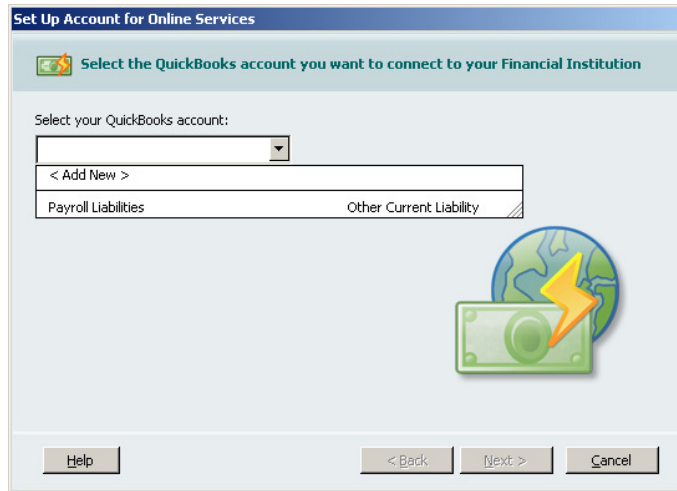 Set Up Account for Online Services
Select the QuickBooks account you want to connect to your Financial Institution
Select your QuickBooks account:
< Add New >
Payroll Liabilities Other Current Liability
Help < Back Next > Cancel